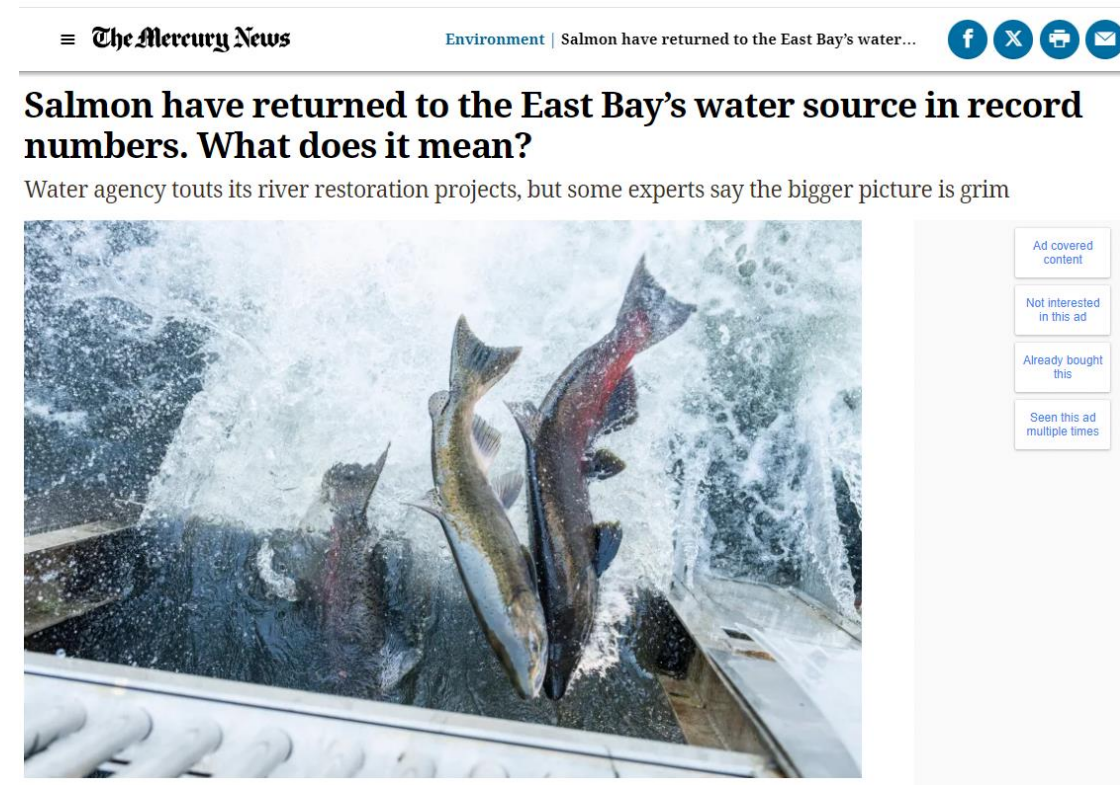 The Mercury News
Environment | Salmon have returned to the East Bay’s water...
Salmon have returned to the East Bay’s water source in record
numbers. What does it mean?
Water agency touts its river restoration projects, but some experts say the bigger picture is grim
Ad covered
content
Not interested
in this ad
Already bought
this
Seen this ad
multiple times